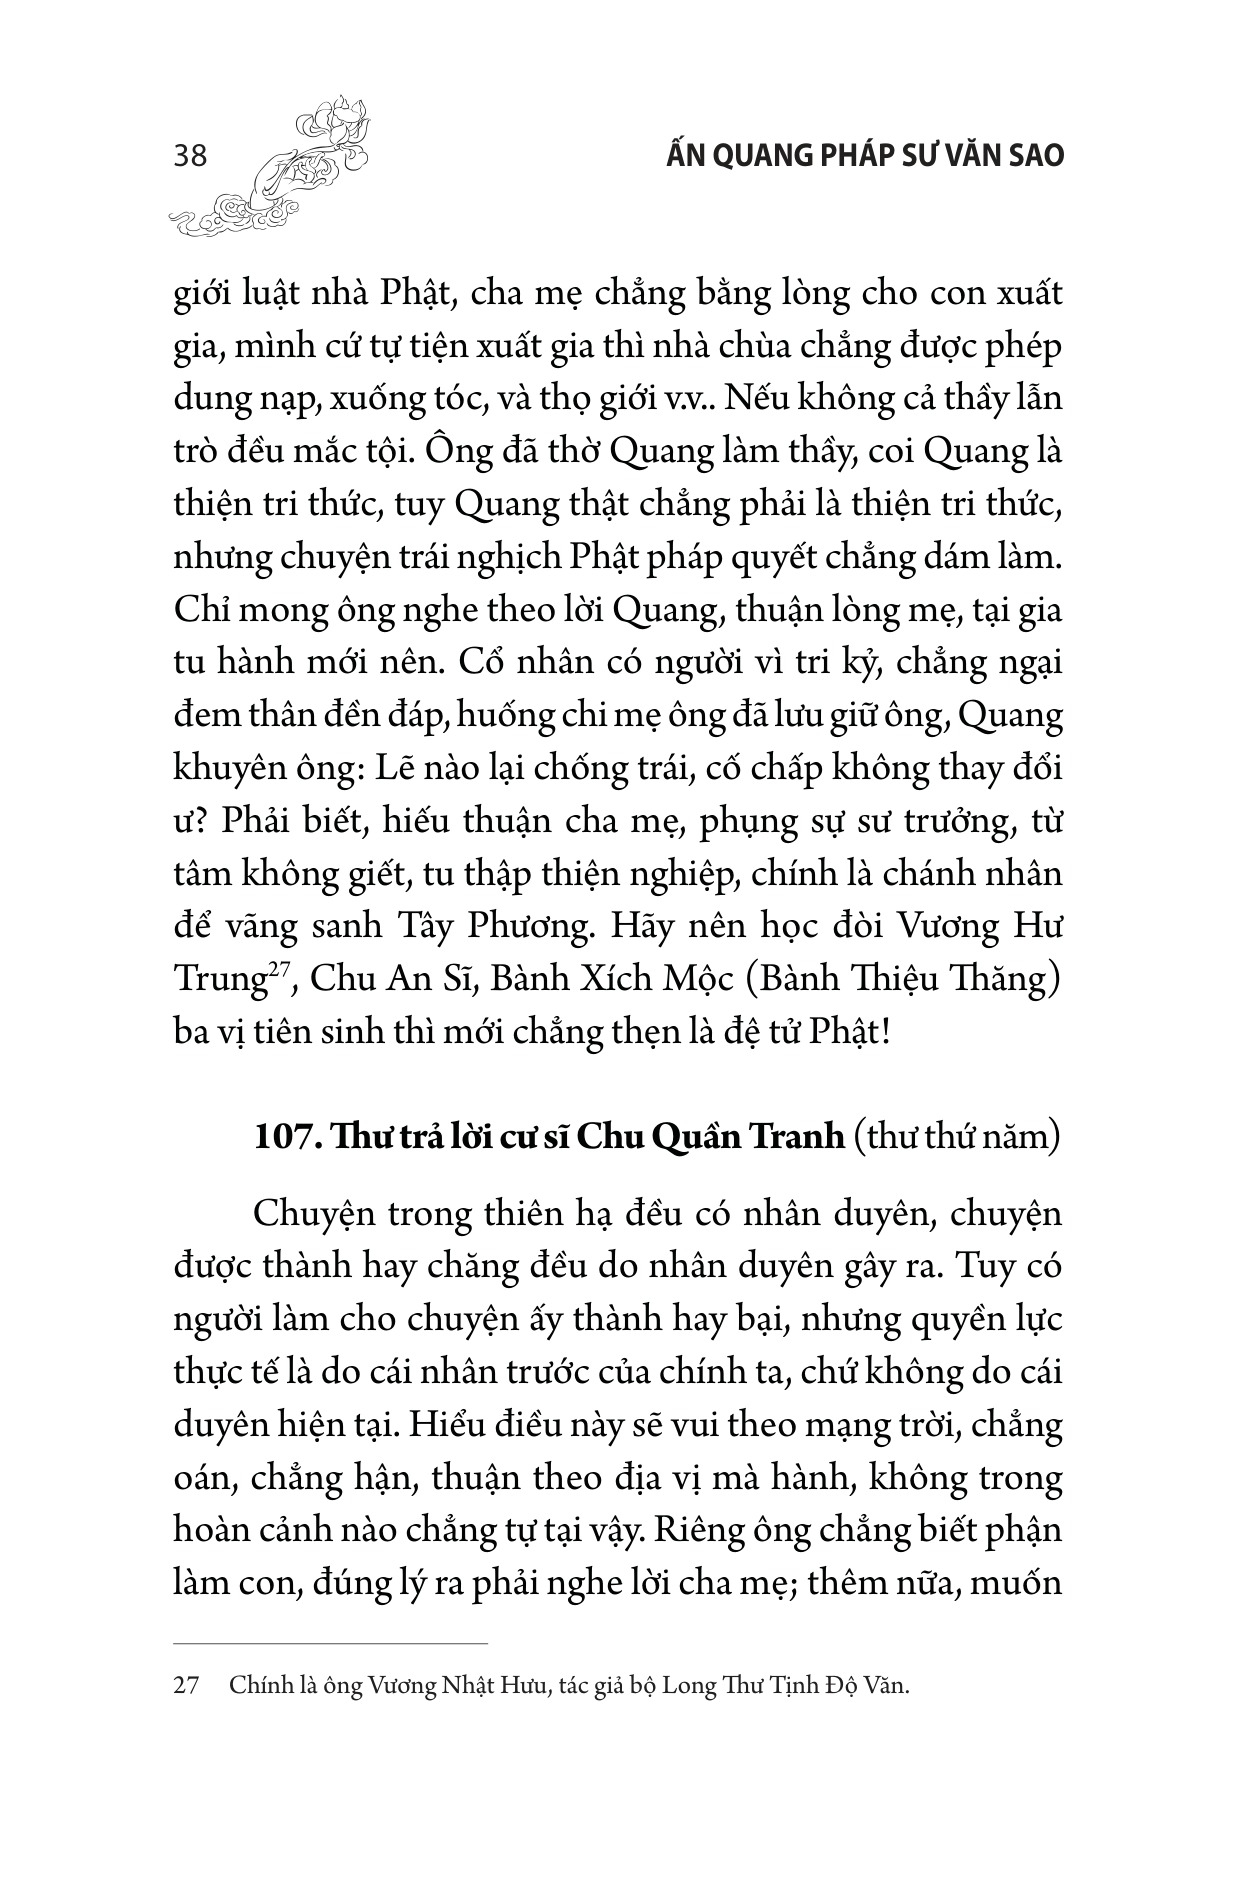 38
ẤN QUANG PHÁP SƯ VĂN SAO
giới luật nhà Phật, cha mẹ chẳng bằng lòng cho con xuất
gia, mình cứ tự tiện xuất gia thì nhà chùa chẳng được phép
dung nạp, xuống tóc, và thọ giới v.v.. Nếu không cả thầy lẫn
trò đều mắc tội. Ông đã thờ Quang làm thầy, coi Quang là
thiện tri thức, tuy Quang thật chẳng phải là thiện tri thức,
nhưng chuyện trái nghịch Phật pháp quyết chẳng dám làm.
Chỉ mong ông nghe theo lời Quang, thuận lòng mẹ, tại gia
tu hành mới nên. Cổ nhân có người vì tri kỷ, chẳng ngại
đem thân đền đáp, huống chi mẹ ông đã lưu giữ ông, Quang
khuyên ông: Lẽ nào lại chống trái, cố chấp không thay đổi
ư? Phải biết, hiếu thuận cha mẹ, phụng sự sư trưởng, từ
tâm không giết, tu thập thiện nghiệp, chính là chánh nhân
để vãng sanh Tây Phương. Hãy nên học đòi Vương Hư
Trung27, Chu An Sĩ, Bành Xích Mộc (Bành Thiệu Thăng)
ba vị tiên sinh thì mới chẳng thẹn là đệ tử Phật!
107. Thư trả lời cư sĩ Chu Quần Tranh (thư thứ năm)
Chuyện trong thiên hạ đều có nhân duyên, chuyện
được thành hay chăng đều do nhân duyên gây ra. Tuy có
người làm cho chuyện ấy thành hay bại, nhưng quyền lực
thực tế là do cái nhân trước của chính ta, chứ không do cái
duyên hiện tại. Hiểu điều này sẽ vui theo mạng trời, chẳng
oán, chẳng hận, thuận theo địa vị mà hành, không trong
hoàn cảnh nào chẳng tự tại vậy. Riêng ông chẳng biết phận
làm con, đúng lý ra phải nghe lời cha mẹ; thêm nữa, muốn
27 Chính là ông Vương Nhật Hưu, tác giả bộ Long Thư Tịnh Độ Văn.